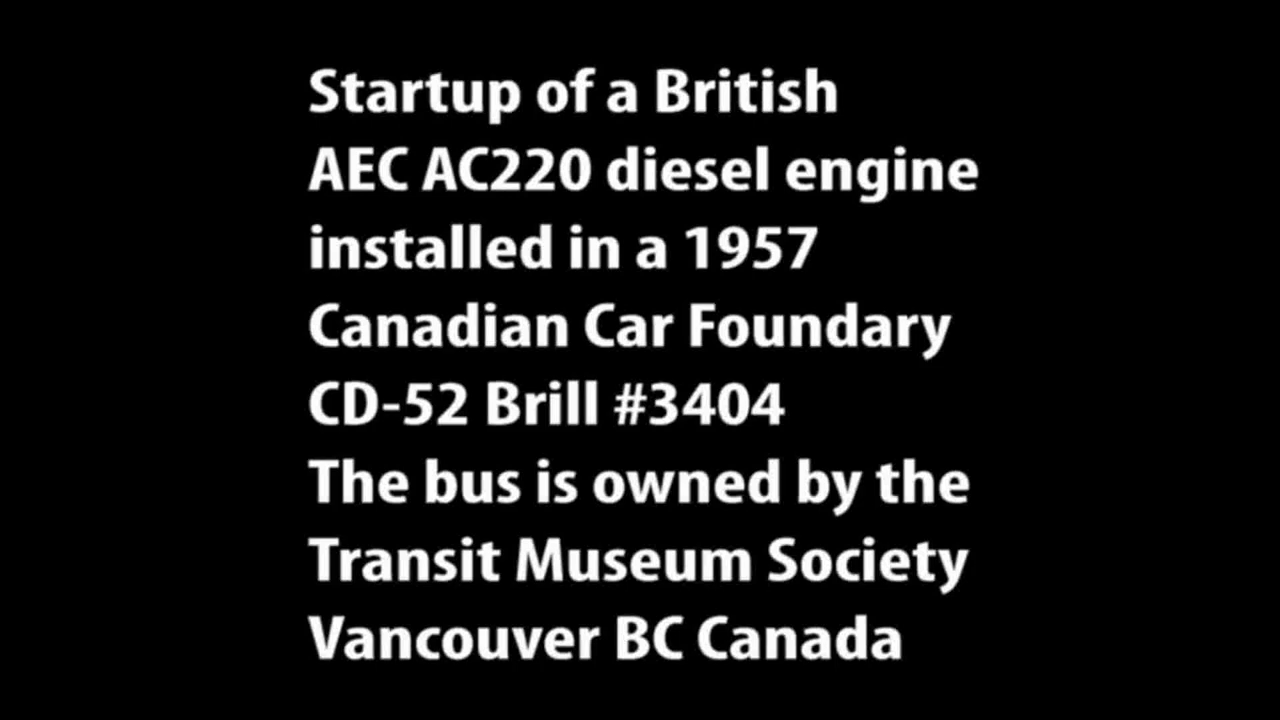 Startup of a British
AEC AC220 diesel engine
installed in a 1957
Canadian Car Foundary
CD-52 Brill #3404
The bus is owned by the
Transit Museum Society
Vancouver BC Canada